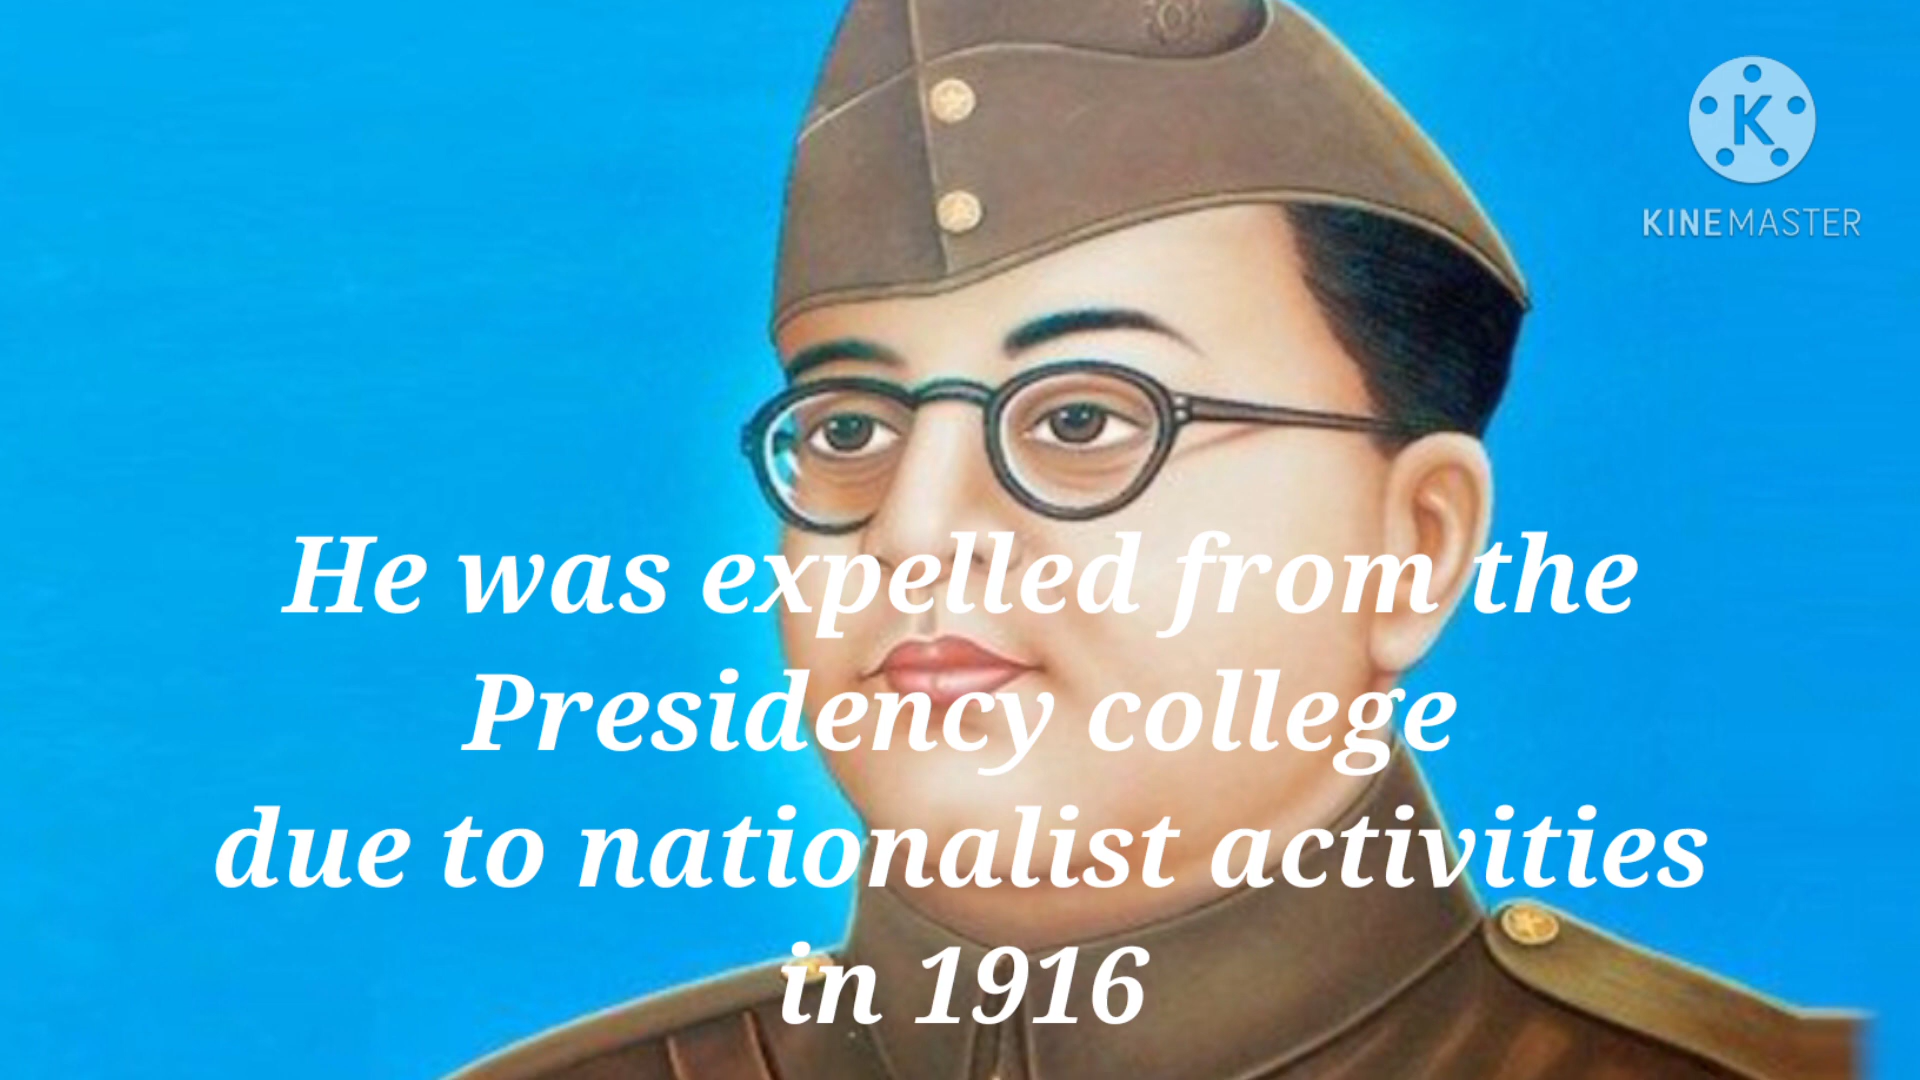 KINEMASTER
He was expelled from the
Presidency college
due to nationalist activities
in 1916